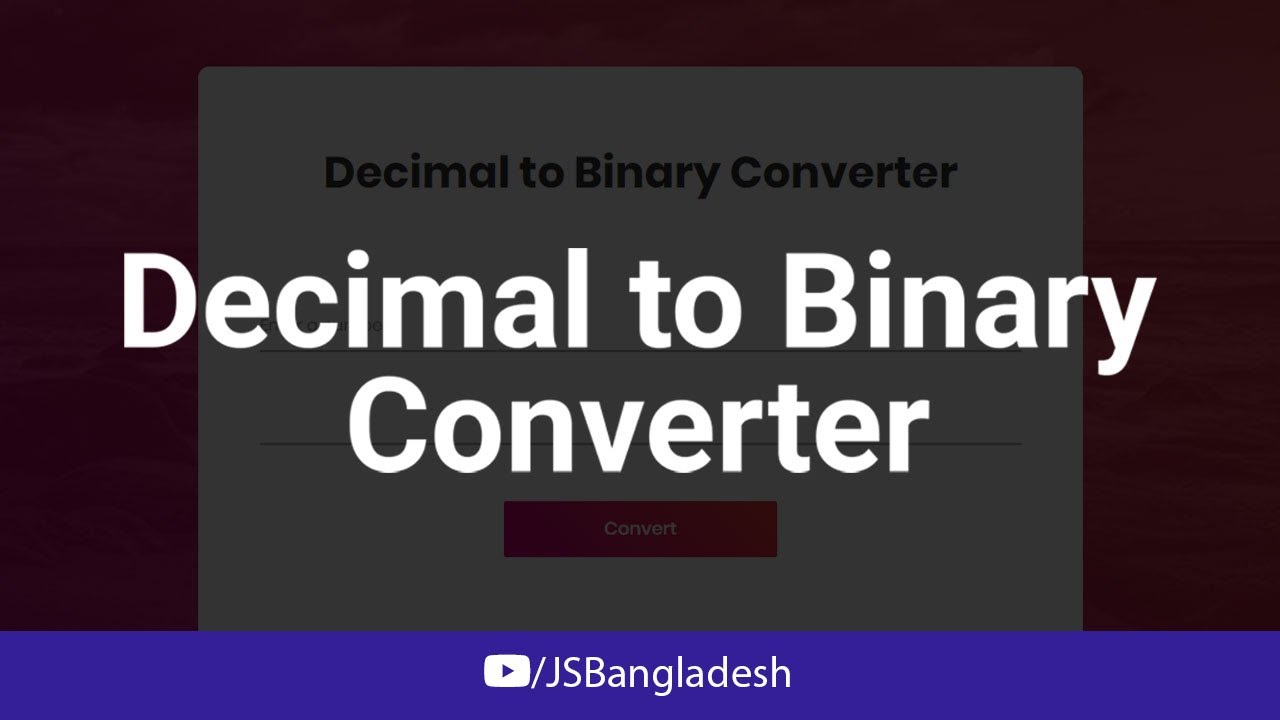 Decimal to Binary Converter
Decimal to Binary
Converter
Convert
/JSBangladesh